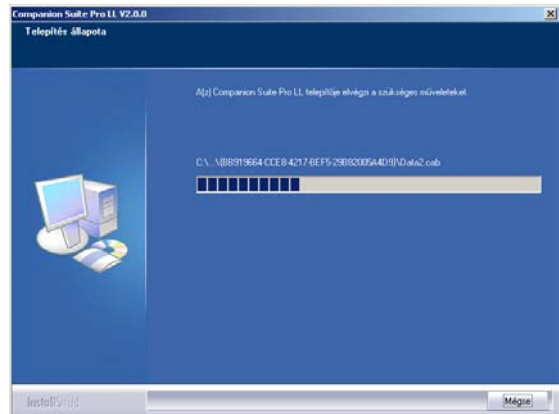 Companion Suite Pro LL V2.0.0
Telepítés állapota
A(z) Companion Suite Pro LL telepítője elvégzi a szükséges műveleteket.
C:\...\{BB919664-CCE8-4217-BEF5-29B82005A4D9}\Data2.cab
InstallShield
Mégse